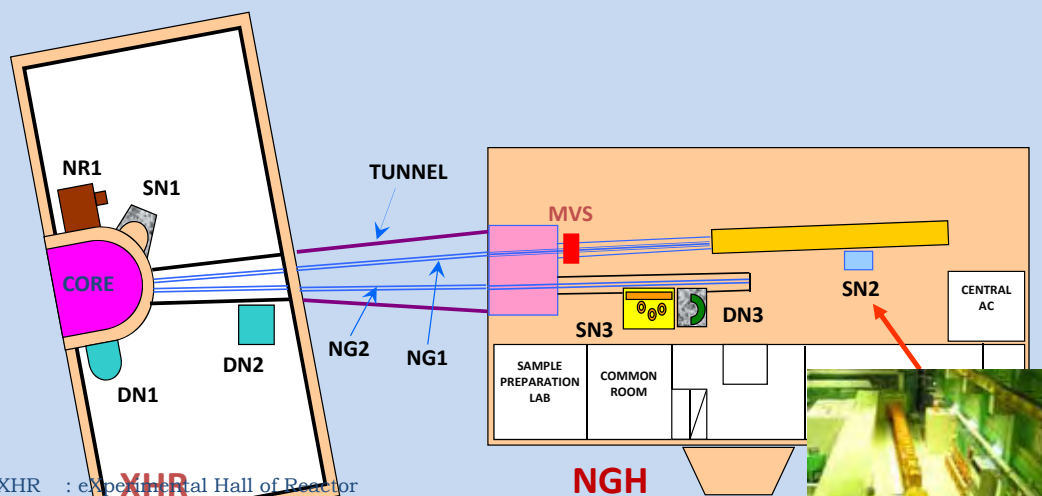 NR1
SN1
TUNNEL
MVS
CORE
SN2
CENTRAL
AC
DN2
NG2
NG1
SN3
DN3
DN1
SAMPLE
PREPARATION
LAB
COMMON
ROOM
XHR
XHR : eXperimental Hall of Reactor
NGH